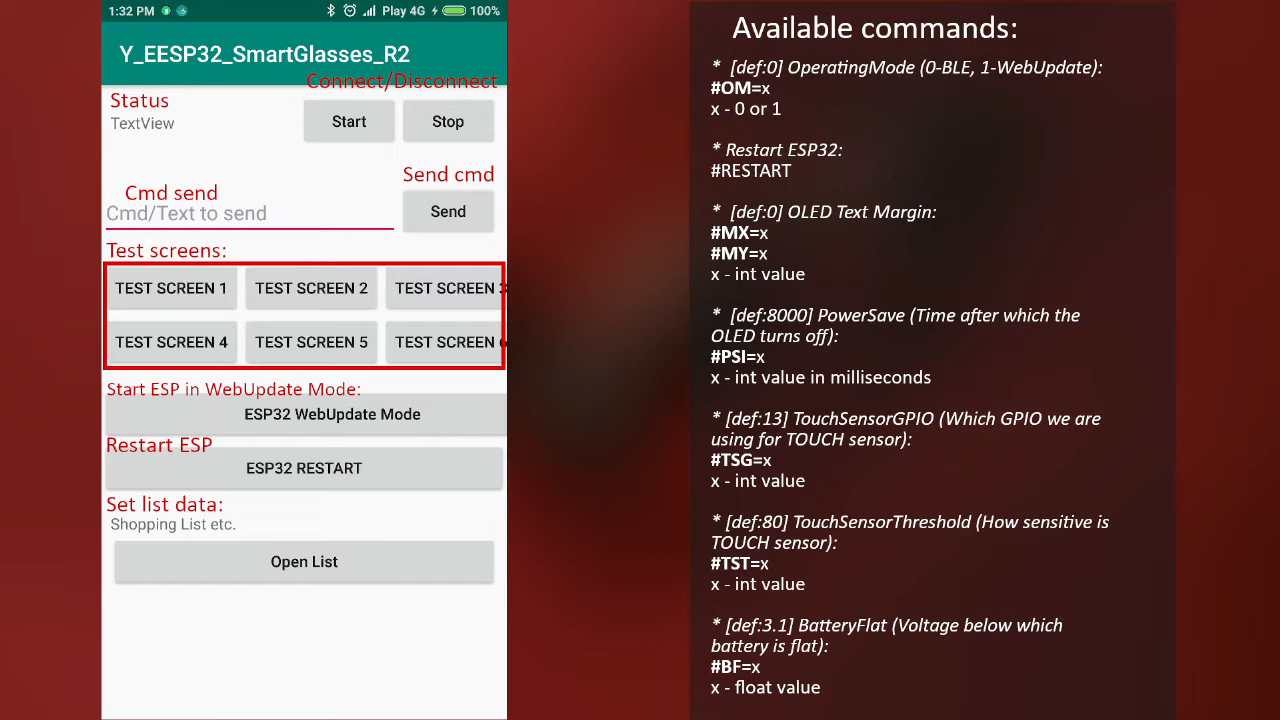 1:32 PM
Play 4G
100%
Y_EESP32_SmartGlasses_R2
Connect/Disconnect
Status
TextView
Start
Stop
Send cmd
Cmd send
Cmd/Text to send
Send
Test screens:
TEST SCREEN 1
TEST SCREEN 2
TEST SCREEN 3
TEST SCREEN 4
TEST SCREEN 5
TEST SCREEN 6
Start ESP in WebUpdate Mode:
ESP32 WebUpdate Mode
Restart ESP
ESP32 RESTART
Set list data:
Shopping List etc.
Open List
Available commands:
* [def:0] OperatingMode (0-BLE, 1-WebUpdate):
#OM=x
x - 0 or 1
* Restart ESP32:
#RESTART
* [def:0] OLED Text Margin:
#MX=x
#MY=x
x - int value
* [def:8000] PowerSave (Time after which the
OLED turns off):
#PSI=x
x - int value in milliseconds
* [def:13] TouchSensorGPIO (Which GPIO we are
using for TOUCH sensor):
#TSG=x
x - int value
* [def:80] TouchSensorThreshold (How sensitive is
TOUCH sensor):
#TST=x
x - int value
* [def:3.1] BatteryFlat (Voltage below which
battery is flat):
#BF=x
x - float value